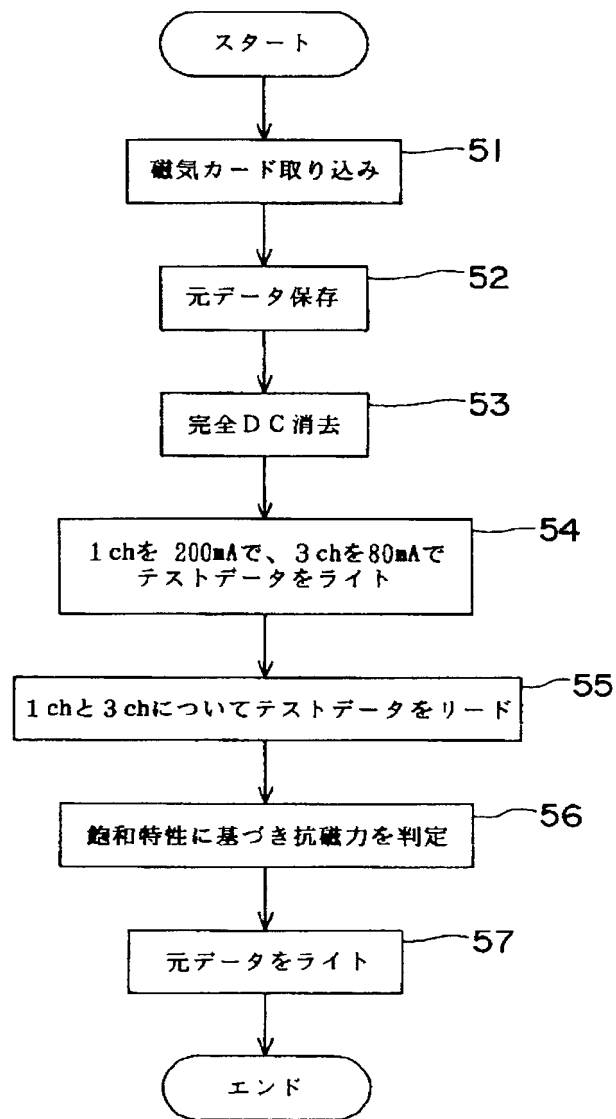 スタート
磁気カード取り込み
51
元データ保存
52
完全DC消去
53
1chを 200mAで、3chを80mAで
テストデータをライト
54
1chと3chについてテストデータをリード
55
飽和特性に基づき抗磁力を判定
56
元データをライト
57
エンド